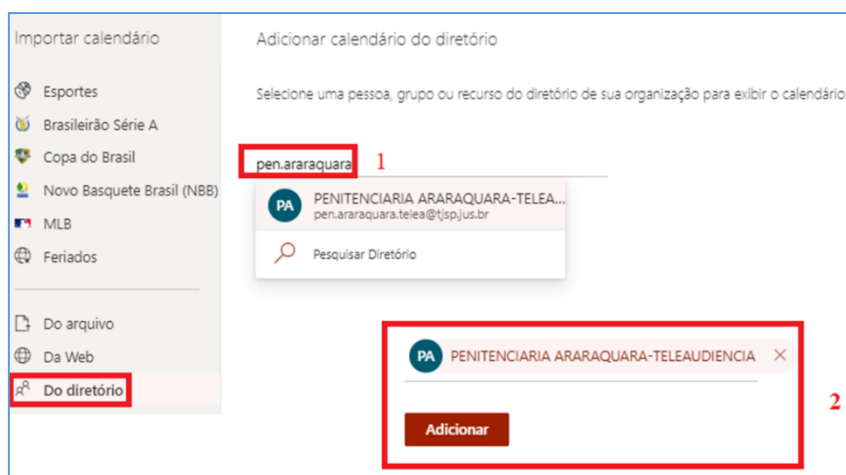 Importar calendário
Esportes
Brasileirão Série A
Copa do Brasil
Novo Basquete Brasil (NBB)
MLB
Feriados
Do arquivo
Da Web
Do diretório
Adicionar calendário do diretório
Selecione uma pessoa, grupo ou recurso do diretório de sua organização para exibir o calendário
pen.araraquara 1
PA PENITENCIARIA ARARAQUARA-TELEA...
pen.araraquara.telea@tjsp.jus.br
Pesquisar Diretório
PA PENITENCIARIA ARARAQUARA-TELEAUDIENCIA
2
Adicionar